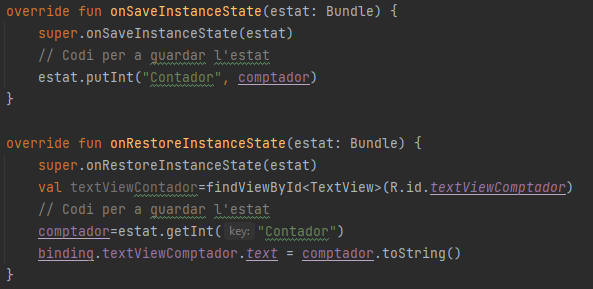 override fun onSaveInstanceState(estat: Bundle) {
super.onSaveInstanceState(estat)
// Codi per a guardar l'estat
estat.putInt("Contador", comptador)
}
override fun onRestoreInstanceState(estat: Bundle) {
super.onRestoreInstanceState(estat)
val textViewContador=findViewById<TextView>(R.id.textViewComptador)
// Codi per a guardar l'estat
comptador=estat.getInt( key: "Contador")
binding.textViewComptador.text = comptador.toString()
}